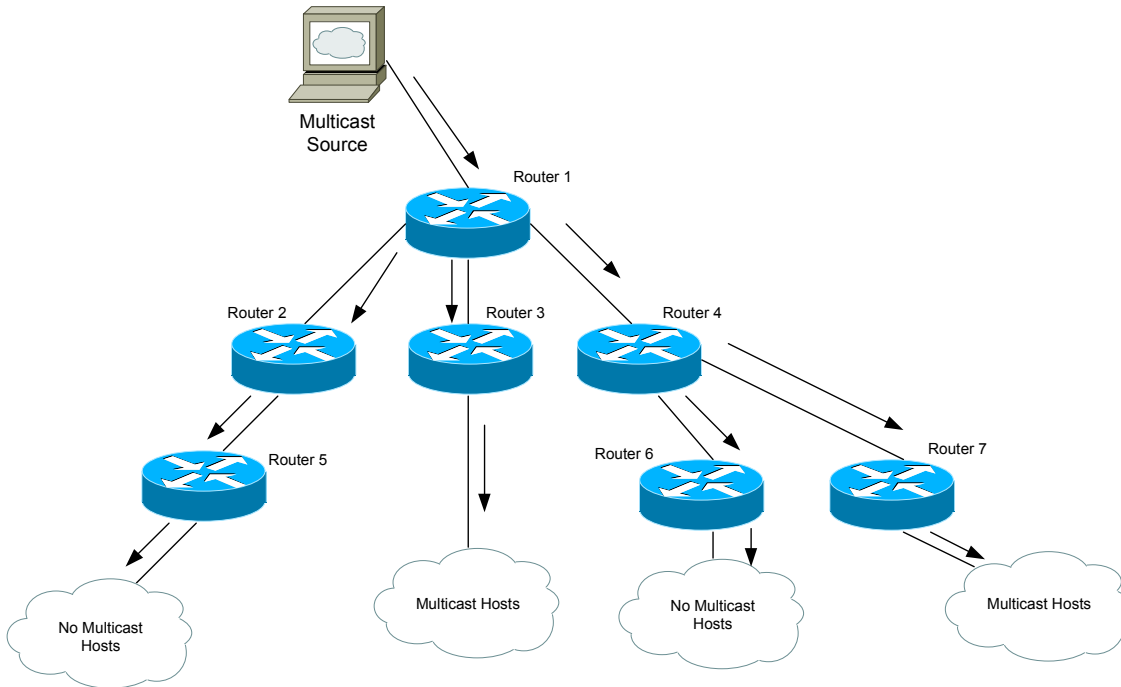 Multicast
Source
Router 1
Router 2
Router 3
Router 4
Router 5
Router 6
Router 7
No Multicast
Hosts
Multicast Hosts
No Multicast
Hosts
Multicast Hosts